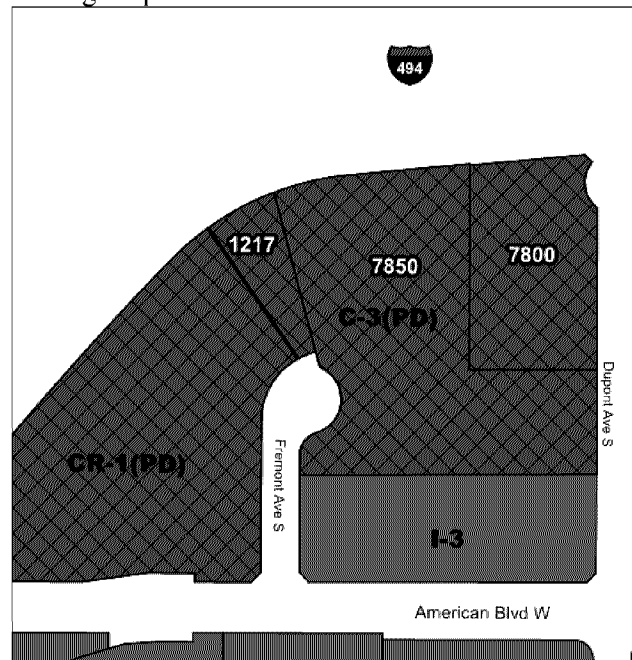 494
1217
7850
7800
C-3(PD)
Dupont Ave S
CR-1(PD)
Fremont Ave S
I-3
American Blvd W